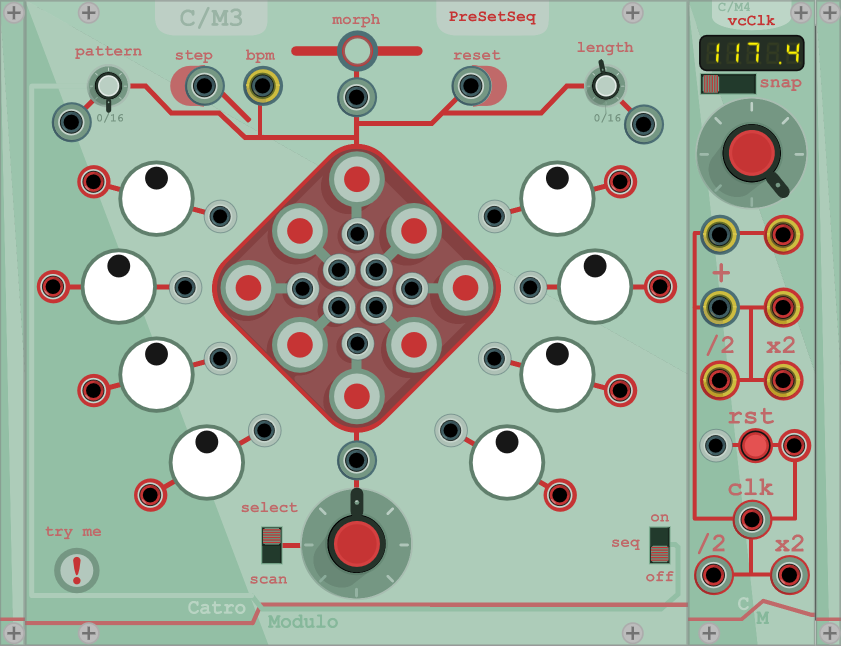 C/M3
morph
PreSetSeq
C/M4
vcClk
pattern
step
bpm
reset
length
117.4
snap
0/16
0/16
+
/2
x2
rst
clk
select
scan
try me
!
on
seq
off
/2
x2
Catro
Modulo
C
M